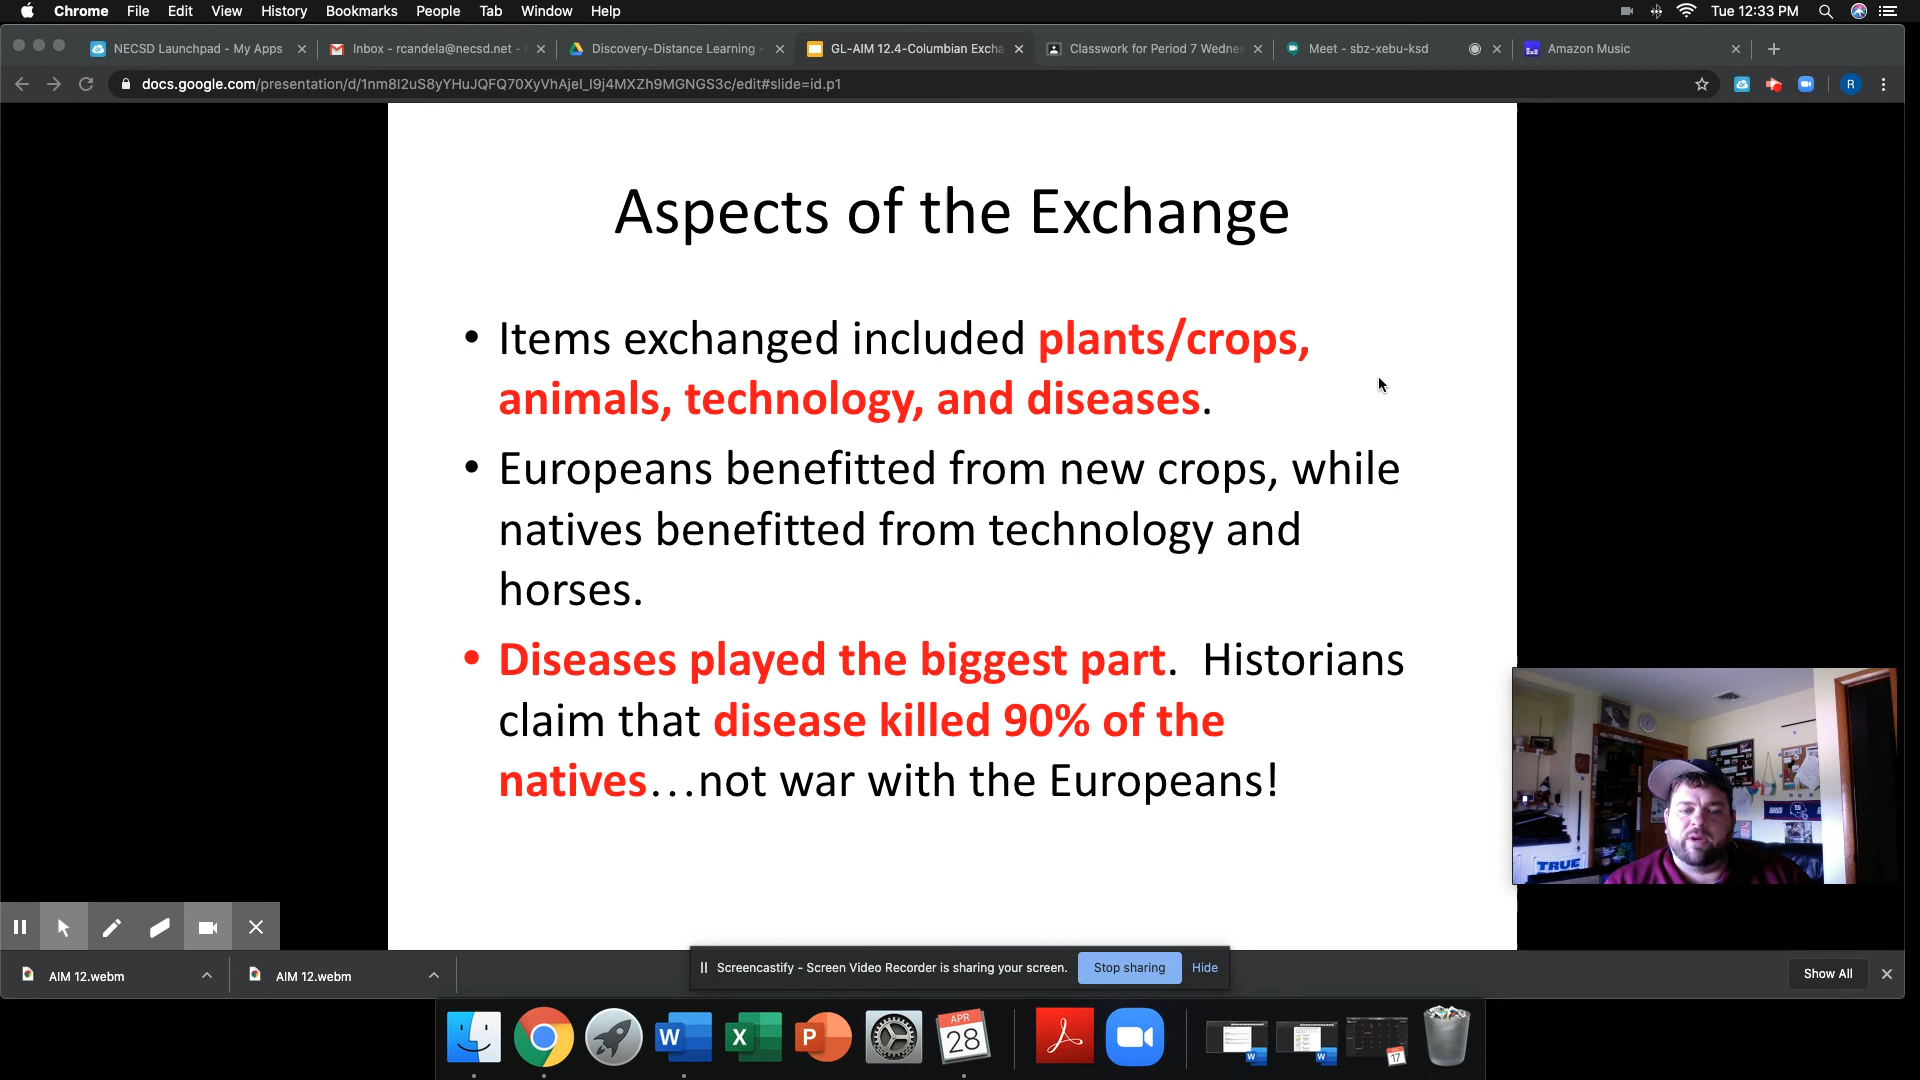 Chrome File Edit View History Bookmarks People Tab Window Help Tue 12:33 PM
NECSD Launchpad - My Apps Inbox - rcandela@necsd.net - Discovery-Distance Learning - GL-AIM 12.4-Columbian Excha Classwork for Period 7 Wednes Meet - sbz-xebu-ksd Amazon Music
docs.google.com/presentation/d/1nm8I2uS8yYHuJQFQ70XyVhAjeI_I9j4MXZh9MGNGS3c/edit#slide=id.p1 R
Aspects of the Exchange
• Items exchanged included plants/crops,
animals, technology, and diseases.
• Europeans benefitted from new crops, while
natives benefitted from technology and
horses.
• Diseases played the biggest part. Historians
claim that disease killed 90% of the
natives...not war with the Europeans!
TRUE
AIM 12.webm AIM 12.webm Screencastify - Screen Video Recorder is sharing your screen. Stop sharing Hide Show All
W X P APR 28 W W 17